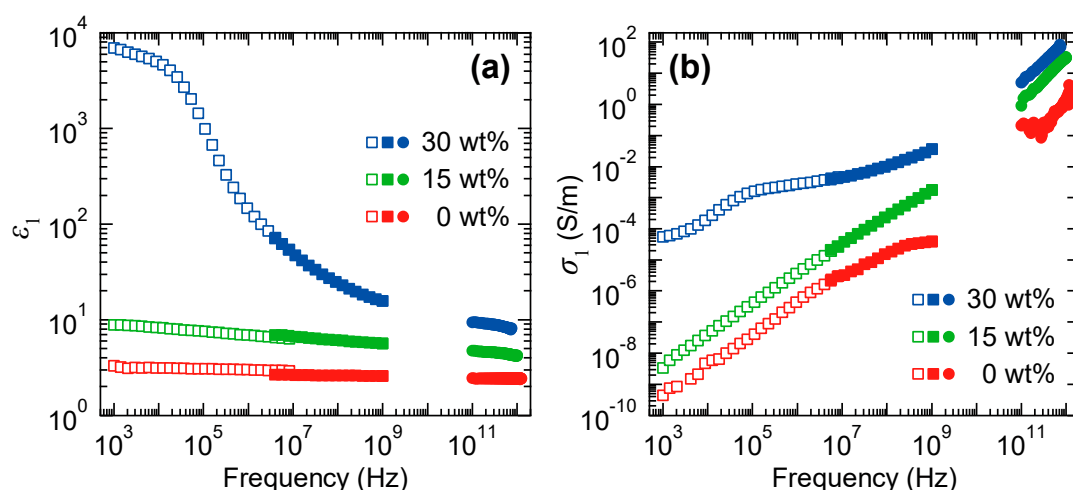 (a)
10^4
10^3
10^2
10^1
10^0
ε_1
30 wt%
15 wt%
0 wt%
10^3 10^5 10^7 10^9 10^11
Frequency (Hz)
(b)
10^2
10^0
10^-2
10^-4
10^-6
10^-8
10^-10
σ_1 (S/m)
30 wt%
15 wt%
0 wt%
10^3 10^5 10^7 10^9 10^11
Frequency (Hz)